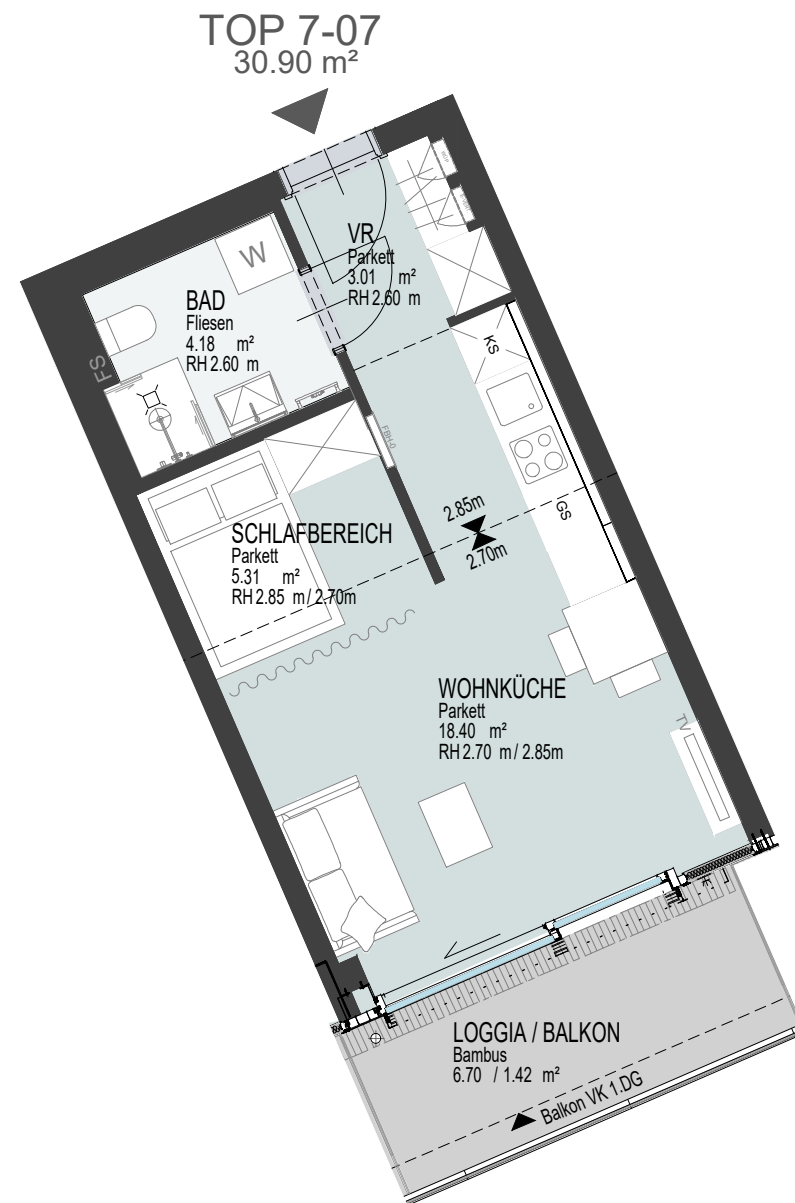 TOP 7-07
30.90 m²
VR
Parkett
3.01 m²
RH 2.60 m
W
BAD
Fliesen
4.18 m²
RH 2.60 m
FS
KS
FBH-0
GS
2.85m
2.70m
SCHLAFBEREICH
Parkett
5.31 m²
RH 2.85 m / 2.70m
WOHNKÜCHE
Parkett
18.40 m²
RH 2.70 m / 2.85m
TV
LOGGIA / BALKON
Bambus
6.70 / 1.42 m²
Balkon VK 1.DG